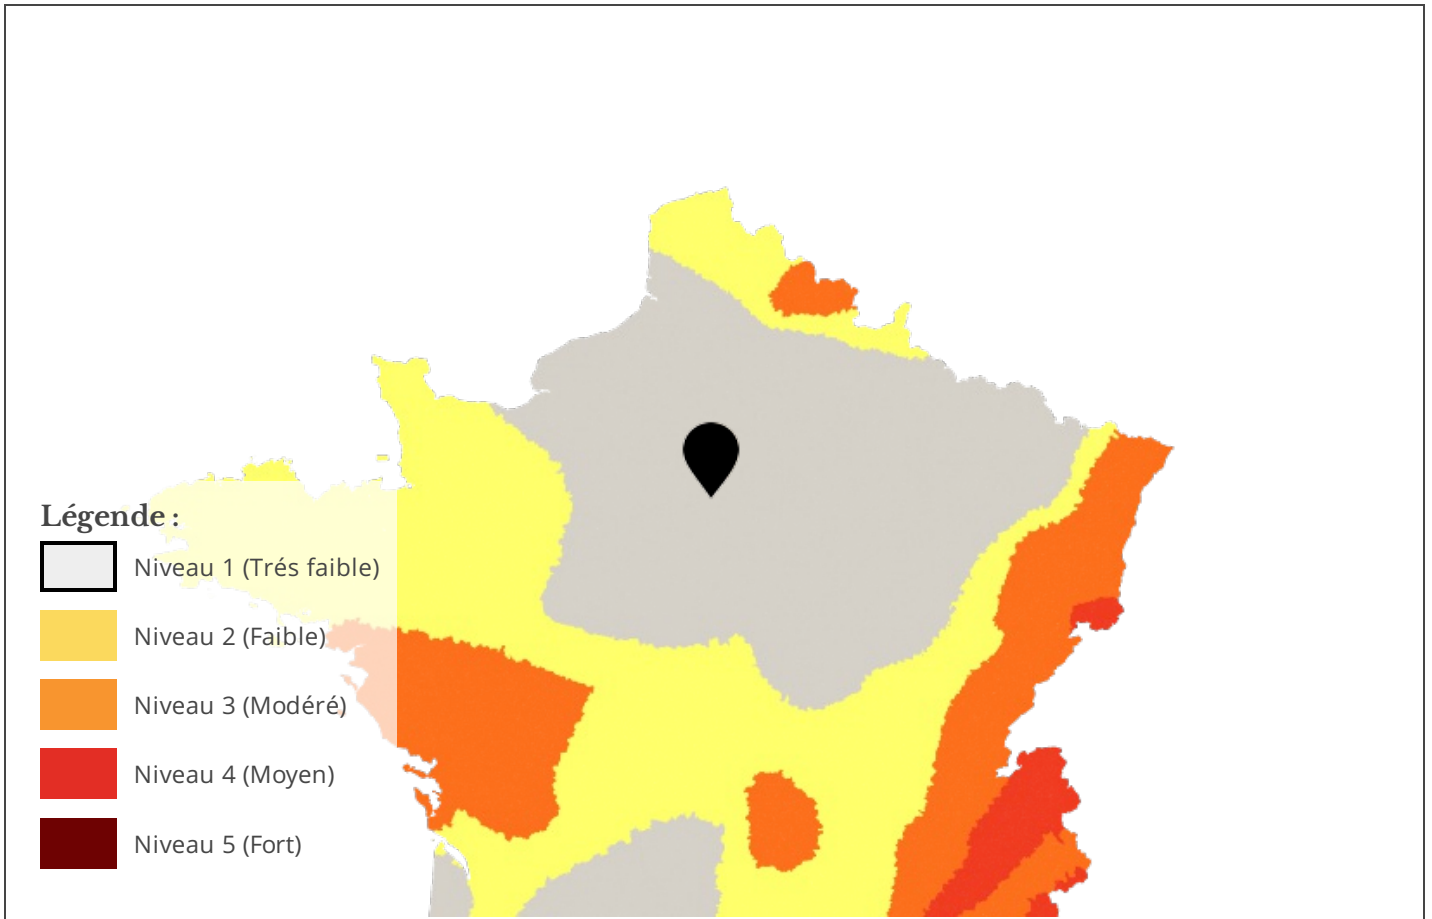 Légende :
Niveau 1 (Trés faible)
Niveau 2 (Faible)
Niveau 3 (Modéré)
Niveau 4 (Moyen)
Niveau 5 (Fort)